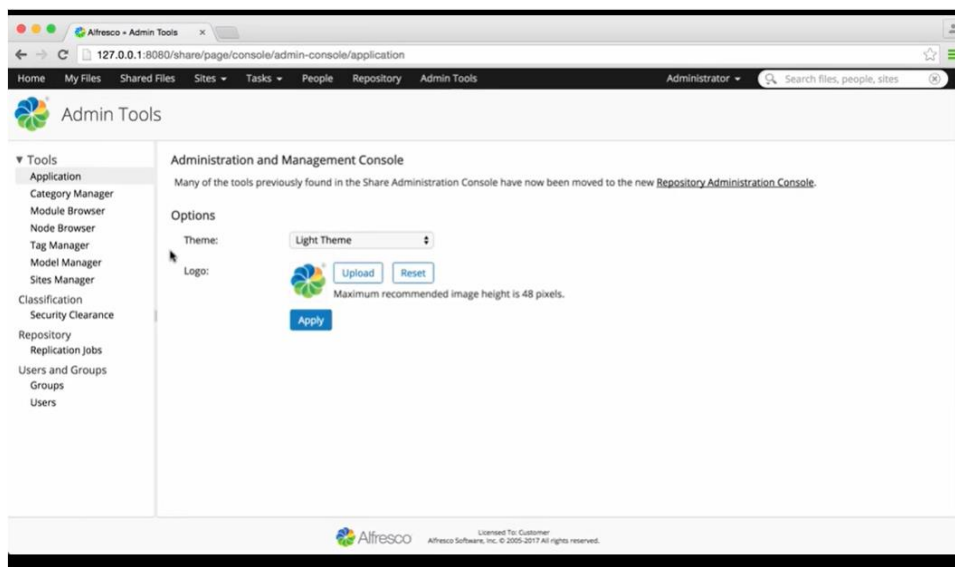 Alfresco » Admin Tools
127.0.0.1:8080/share/page/console/admin-console/application
Home My Files Shared Files Sites Tasks People Repository Admin Tools Administrator Search files, people, sites
Admin Tools
Tools
Application
Category Manager
Module Browser
Node Browser
Tag Manager
Model Manager
Sites Manager
Classification
Security Clearance
Repository
Replication Jobs
Users and Groups
Groups
Users
Administration and Management Console
Many of the tools previously found in the Share Administration Console have now been moved to the new Repository Administration Console.
Options
Theme: Light Theme
Logo: Upload Reset
Maximum recommended image height is 48 pixels.
Apply
Alfresco
Licensed To: Customer
Alfresco Software, Inc. © 2005-2017 All rights reserved.